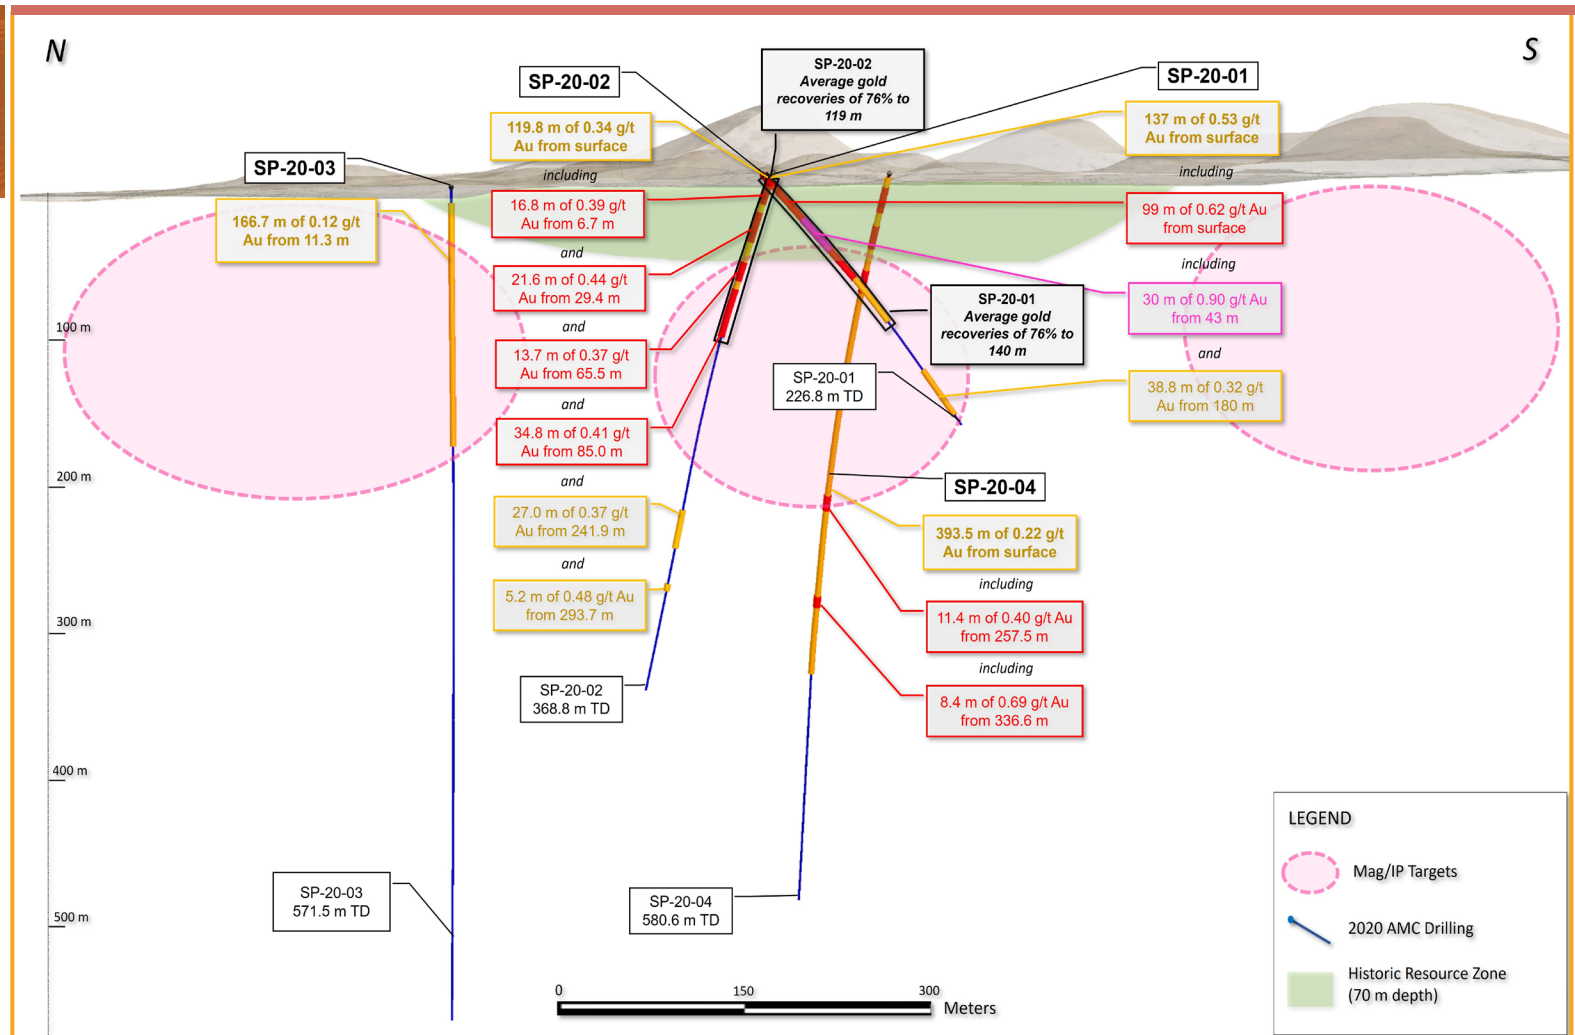 N
S
SP-20-02
Average gold
recoveries of 76% to
119 m
SP-20-02
SP-20-01
119.8 m of 0.34 g/t
Au from surface
137 m of 0.53 g/t
Au from surface
SP-20-03
including
including
16.8 m of 0.39 g/t
Au from 6.7 m
99 m of 0.62 g/t Au
from surface
166.7 m of 0.12 g/t
Au from 11.3 m
and
including
21.6 m of 0.44 g/t
Au from 29.4 m
30 m of 0.90 g/t Au
from 43 m
SP-20-01
Average gold
recoveries of 76% to
140 m
100 m
and
and
13.7 m of 0.37 g/t
Au from 65.5 m
SP-20-01
226.8 m TD
38.8 m of 0.32 g/t
Au from 180 m
and
34.8 m of 0.41 g/t
Au from 85.0 m
200 m
and
SP-20-04
27.0 m of 0.37 g/t
Au from 241.9 m
393.5 m of 0.22 g/t
Au from surface
and
including
5.2 m of 0.48 g/t Au
from 293.7 m
11.4 m of 0.40 g/t Au
from 257.5 m
300 m
including
SP-20-02
368.8 m TD
8.4 m of 0.69 g/t Au
from 336.6 m
400 m
SP-20-03
571.5 m TD
SP-20-04
580.6 m TD
500 m
0
150
300
Meters
LEGEND
Mag/IP Targets
2020 AMC Drilling
Historic Resource Zone
(70 m depth)